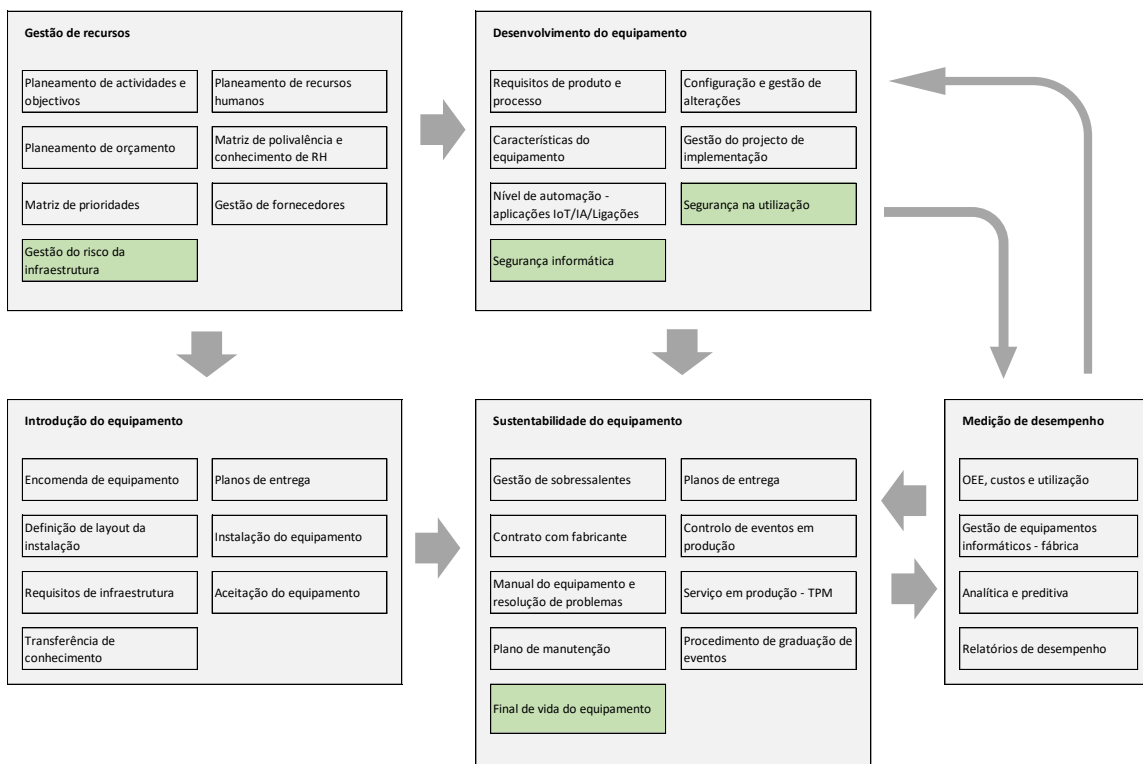 Gestão de recursos
Planeamento de actividades e
objectivos
Planeamento de recursos
humanos
Planeamento de orçamento
Matriz de polivalência e
conhecimento de RH
Matriz de prioridades
Gestão de fornecedores
Gestão do risco da
infraestrutura
Desenvolvimento do equipamento
Requisitos de produto e
processo
Configuração e gestão de
alterações
Características do
equipamento
Gestão do projecto de
implementação
Nível de automação -
aplicações IoT/IA/Ligações
Segurança na utilização
Segurança informática
Introdução do equipamento
Encomenda de equipamento
Planos de entrega
Definição de layout da
instalação
Instalação do equipamento
Requisitos de infraestrutura
Aceitação do equipamento
Transferência de
conhecimento
Sustentabilidade do equipamento
Gestão de sobressalentes
Planos de entrega
Contrato com fabricante
Controlo de eventos em
produção
Manual do equipamento e
resolução de problemas
Serviço em produção - TPM
Plano de manutenção
Procedimento de graduação de
eventos
Final de vida do equipamento
Medição de desempenho
OEE, custos e utilização
Gestão de equipamentos
informáticos - fábrica
Analítica e preditiva
Relatórios de desempenho